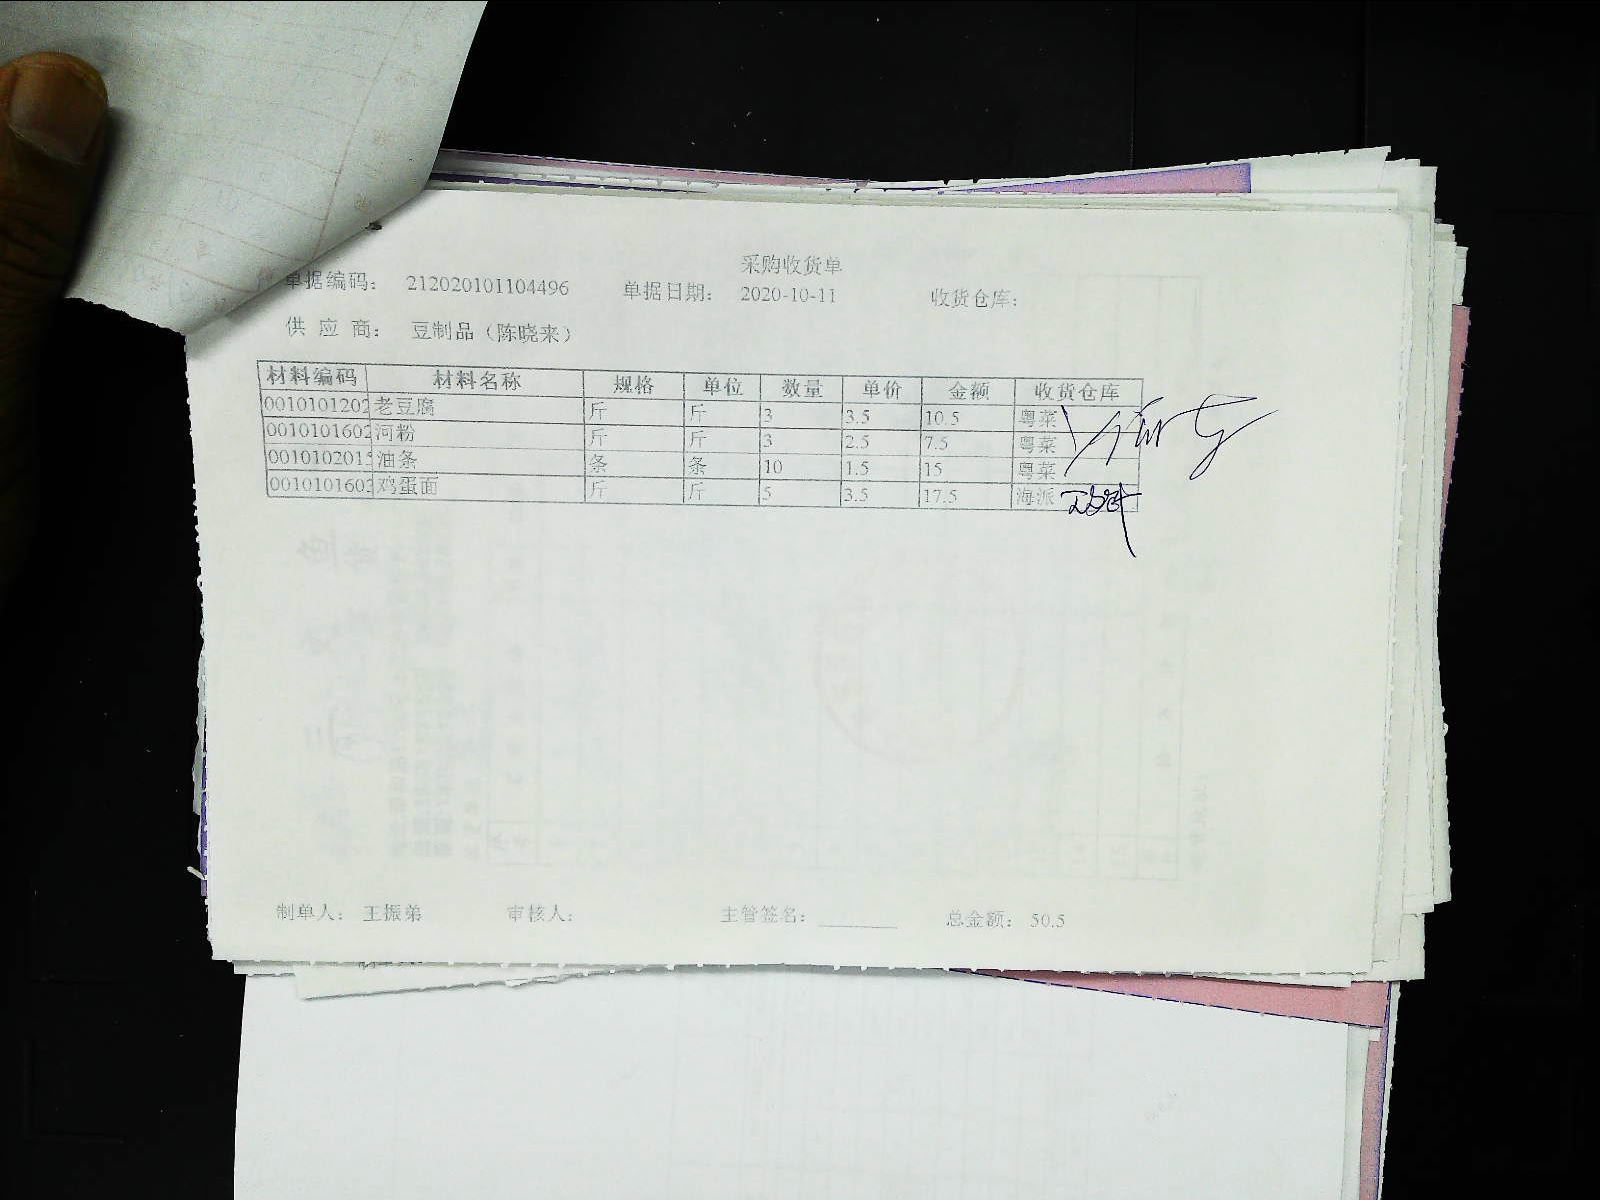 采购收货单
单据编码： 212020101104496 单据日期： 2020-10-11 收货仓库：
供 应 商： 豆制品（陈晓来）
材料编码 材料名称 规格 单位 数量 单价 金额 收货仓库
0010101202 老豆腐 斤 斤 3 3.5 10.5 粤菜
0010101602 河粉 斤 斤 3 2.5 7.5 粤菜
001010201 油条 条 条 10 1.5 15 粤菜
001010160 鸡蛋面 斤 斤 5 3.5 17.5 海派
制单人： 王振弟 审核人： 主管签名： 总金额： 50.5